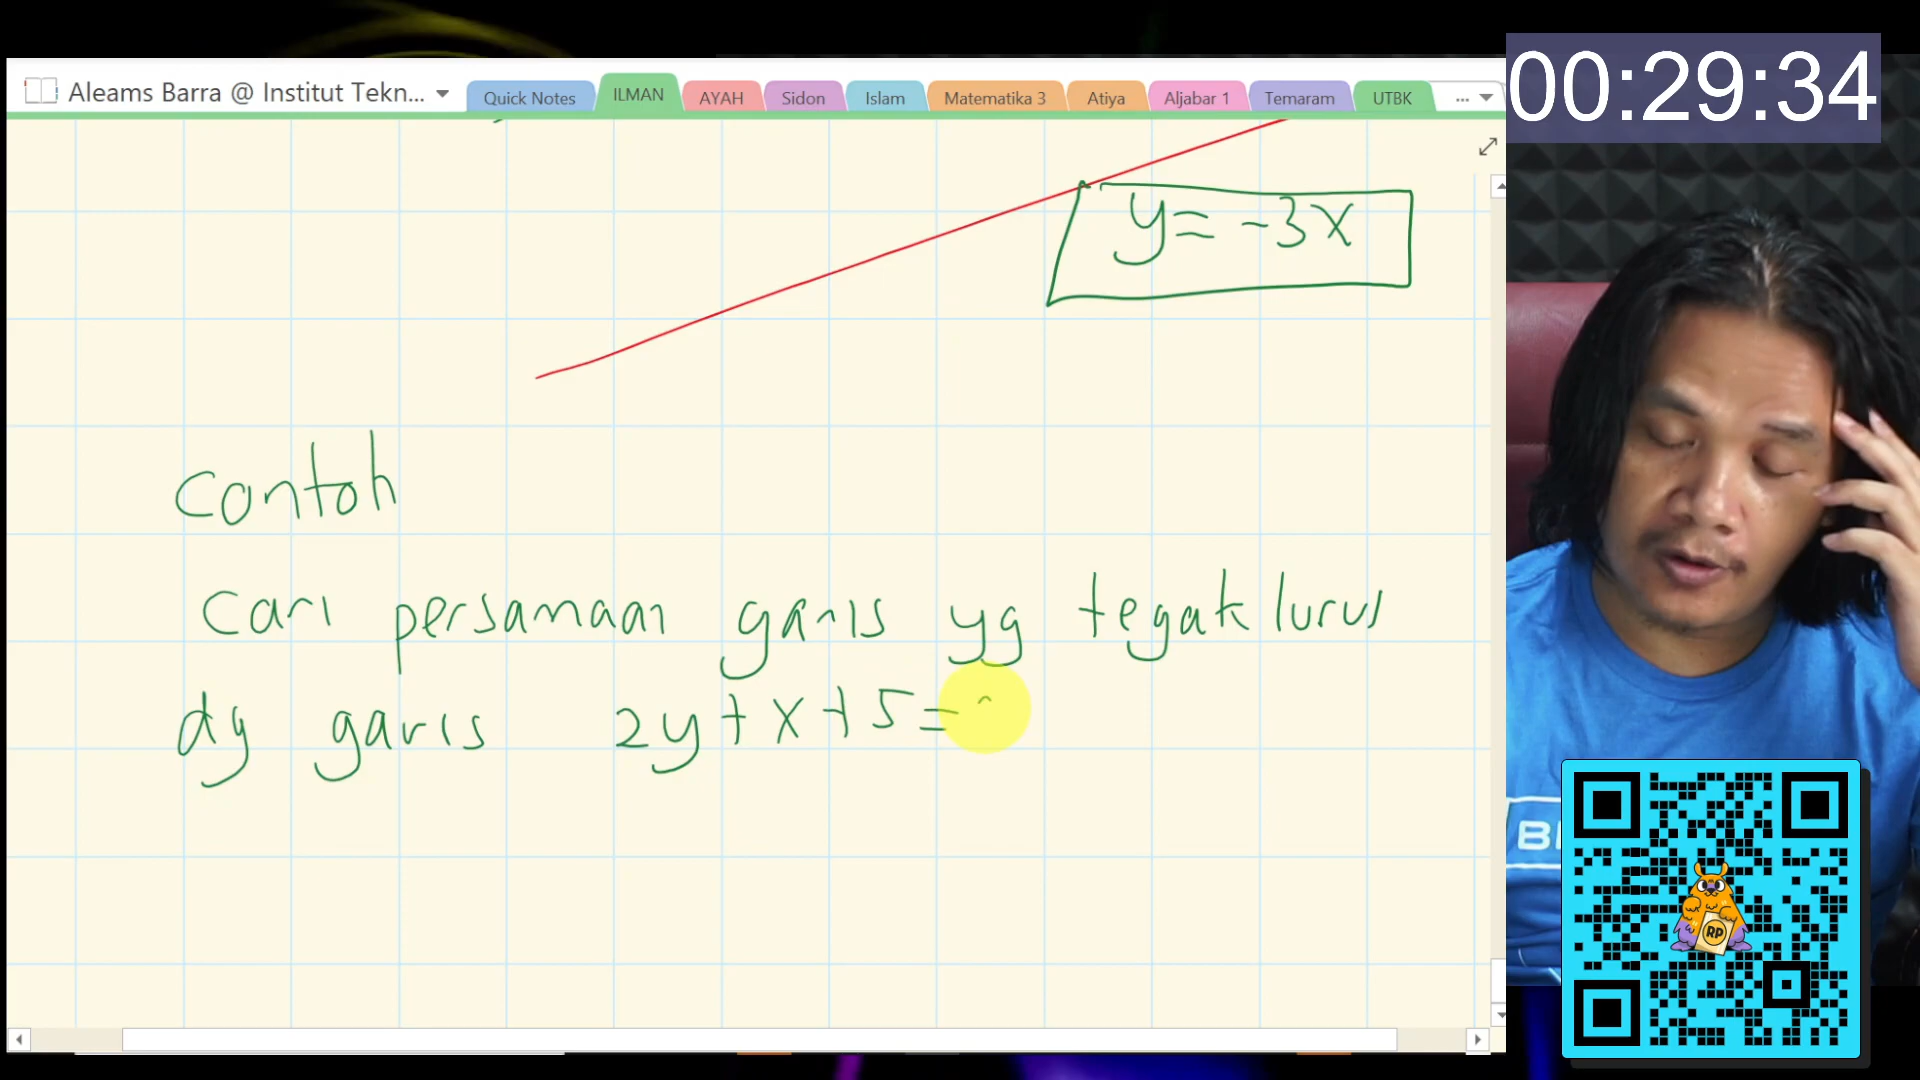 Aleams Barra @ Institut Tekn...
Quick Notes
ILMAN
AYAH
Sidon
Islam
Matematika 3
Atiya
Aljabar 1
Temaram
UTBK
...
00:29:34
y = -3x
Contoh
Cari persamaan garis yg tegak lurus
dg garis 2y + x + 5 =
RP